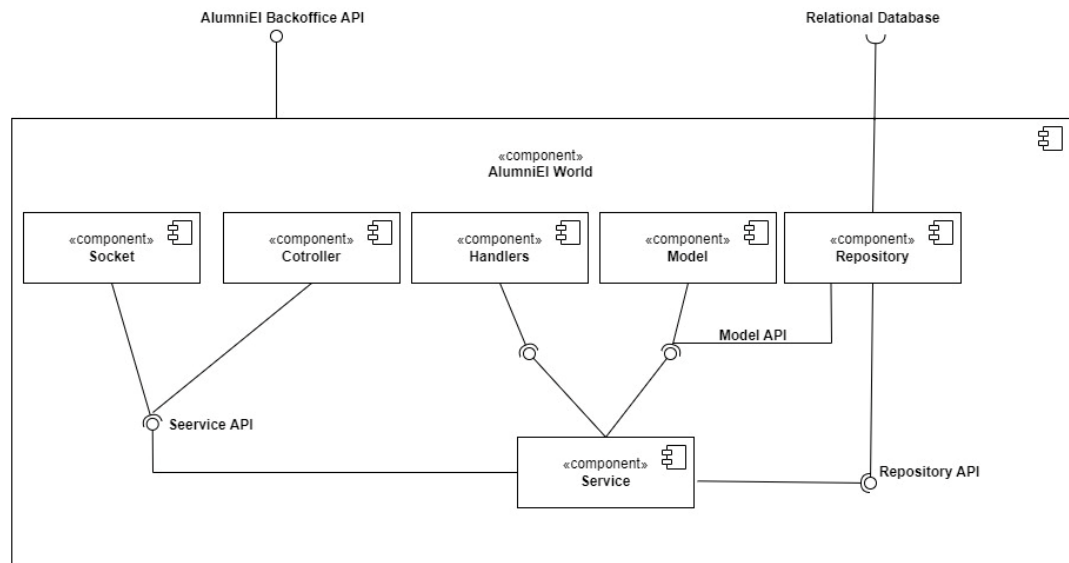 AlumniEI Backoffice API
Relational Database
«component»
AlumniEI World
«component»
Socket
«component»
Cotroller
«component»
Handlers
«component»
Model
«component»
Repository
Model API
Seervice API
«component»
Service
Repository API